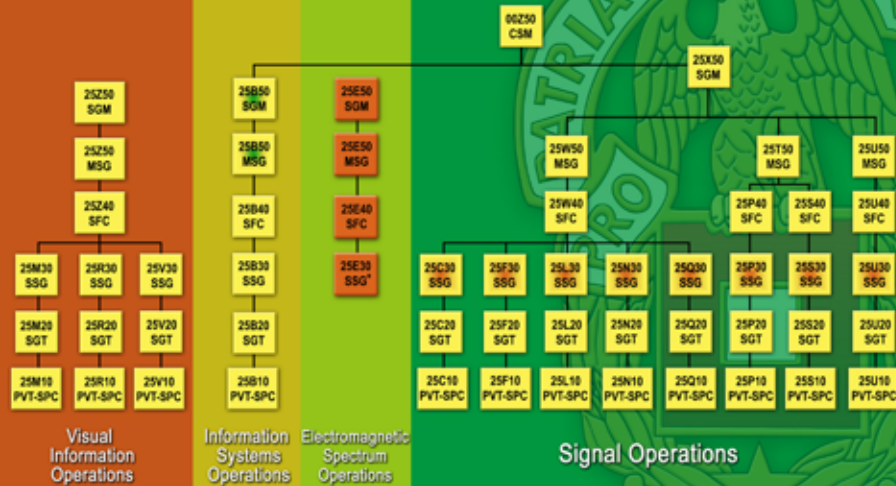 PATRIA
PRO
00Z50
CSM
25X50
SGM
25Z50
SGM
25B50
SGM
25E50
SGM
25Z50
MSG
25B50
MSG
25E50
MSG
25W50
MSG
25T50
MSG
25U50
MSG
25Z40
SFC
25B40
SFC
25E40
SFC
25W40
SFC
25P40
SFC
25S40
SFC
25U40
SFC
25M30
SSG
25R30
SSG
25V30
SSG
25B30
SSG
25E30
SSG*
25C30
SSG
25F30
SSG
25L30
SSG
25N30
SSG
25Q30
SSG
25P30
SSG
25S30
SSG
25U30
SSG
25M20
SGT
25R20
SGT
25V20
SGT
25B20
SGT
25C20
SGT
25F20
SGT
25L20
SGT
25N20
SGT
25Q20
SGT
25P20
SGT
25S20
SGT
25U20
SGT
25M10
PVT-SPC
25R10
PVT-SPC
25V10
PVT-SPC
25B10
PVT-SPC
25C10
PVT-SPC
25F10
PVT-SPC
25L10
PVT-SPC
25N10
PVT-SPC
25Q10
PVT-SPC
25P10
PVT-SPC
25S10
PVT-SPC
25U10
PVT-SPC
Visual
Information
Operations
Information
Systems
Operations
Electromagnetic
Spectrum
Operations
Signal Operations